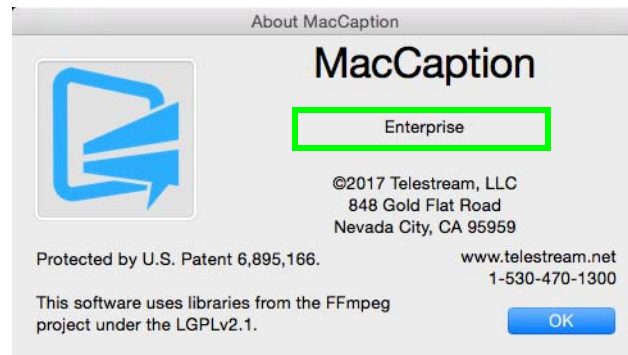 About MacCaption
MacCaption
Enterprise
©2017 Telestream, LLC
848 Gold Flat Road
Nevada City, CA 95959
Protected by U.S. Patent 6,895,166.
www.telestream.net
1-530-470-1300
This software uses libraries from the FFmpeg
project under the LGPLv2.1.
OK